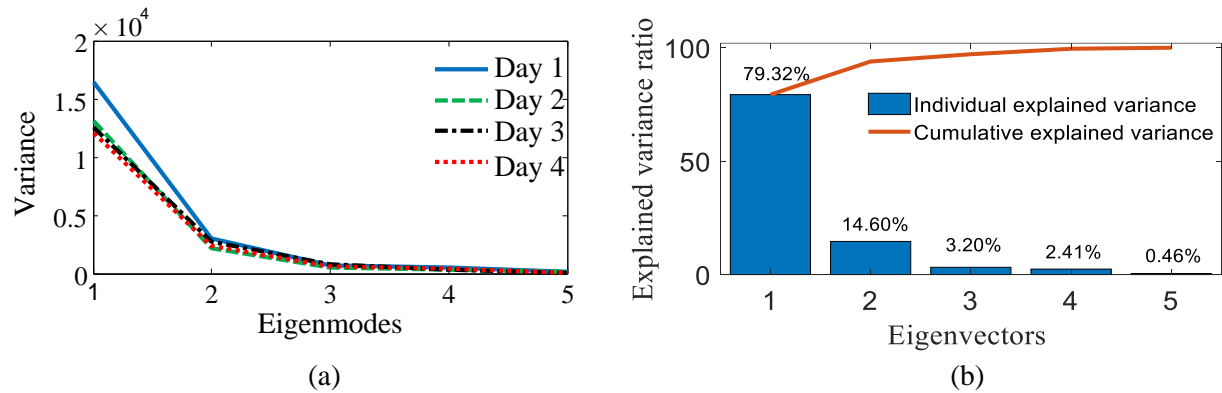 2 × 10⁴
2
1.5
1
0.5
0
Variance
Day 1
Day 2
Day 3
Day 4
1 2 3 4 5
Eigenmodes
(a)
Explained variance ratio
100
50
0
79.32%
14.60%
3.20%
2.41%
0.46%
Individual explained variance
Cumulative explained variance
1 2 3 4 5
Eigenvectors
(b)